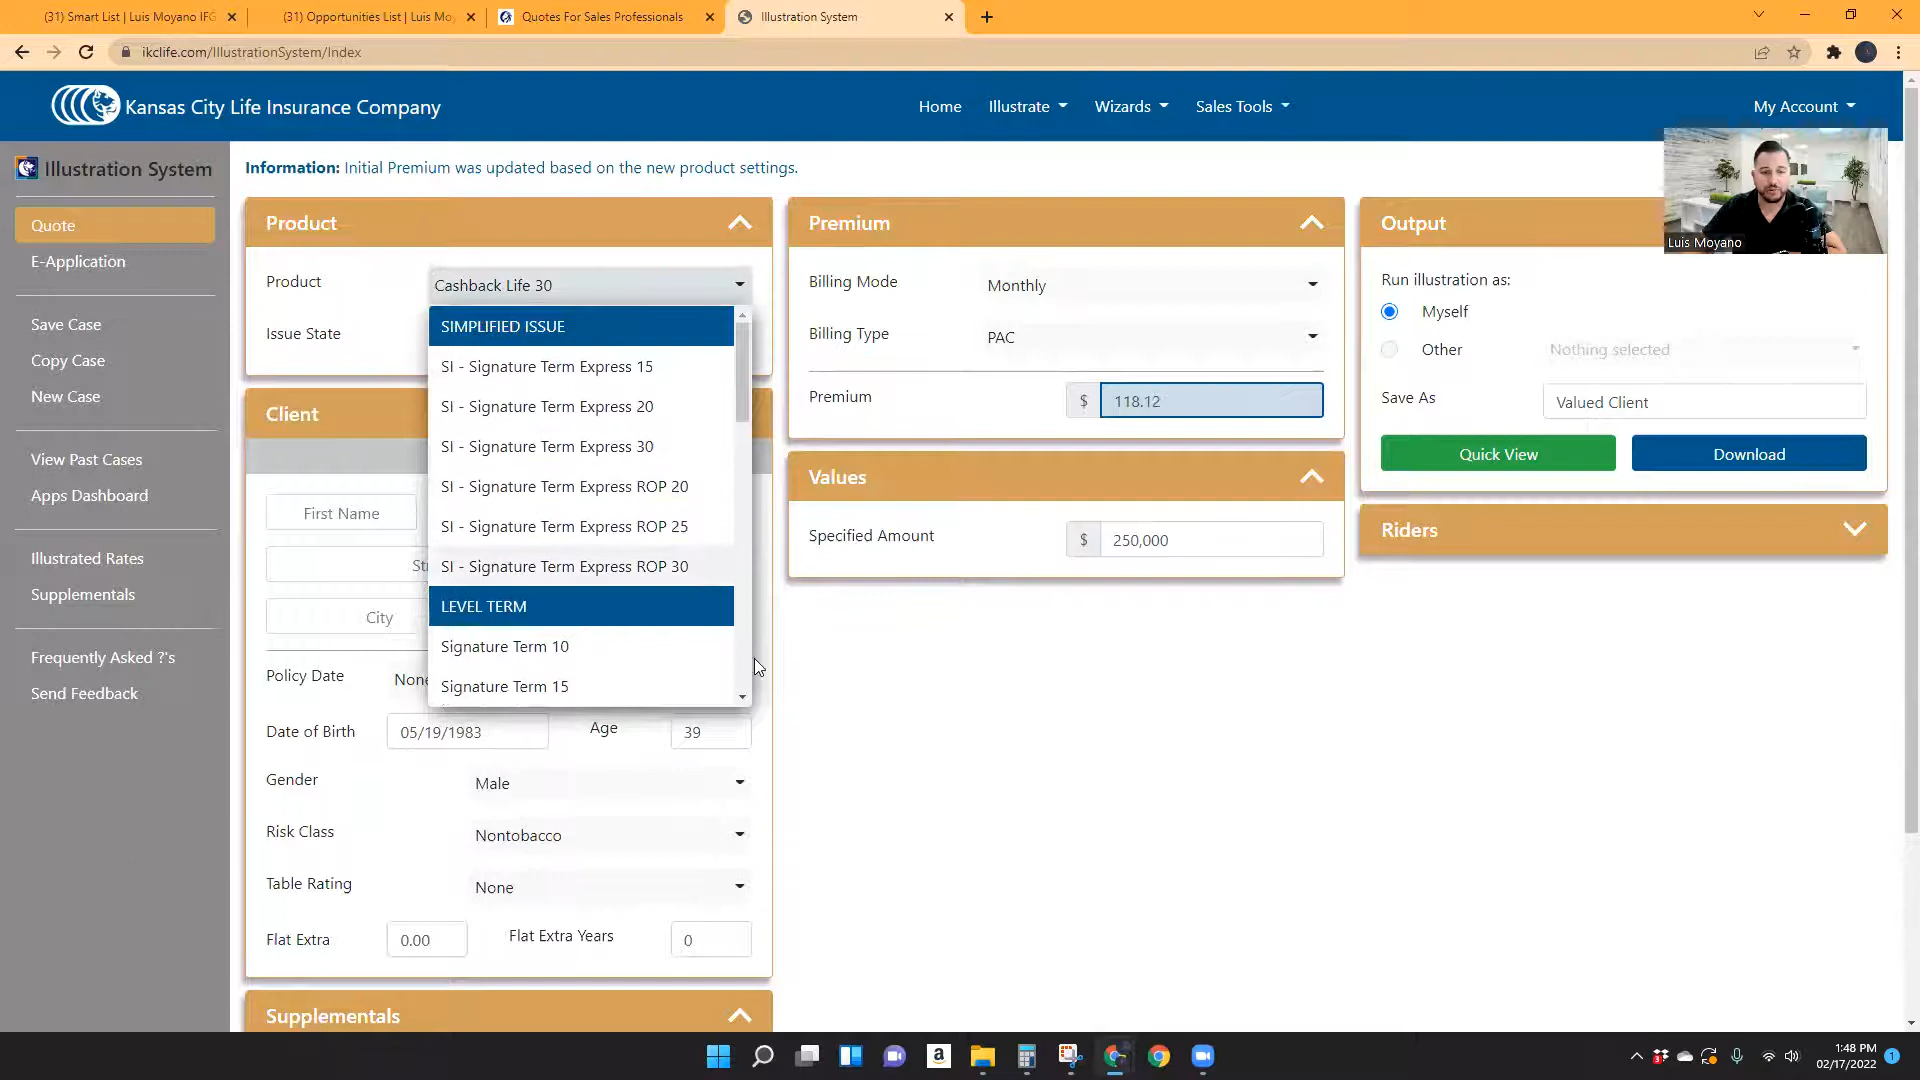 (31) Smart List | Luis Moyano IFG
(31) Opportunities List | Luis Mo
Quotes For Sales Professionals
Illustration System
ikclife.com/IllustrationSystem/Index
Kansas City Life Insurance Company
Home
Illustrate
Wizards
Sales Tools
My Account
Illustration System
Quote
E-Application
Save Case
Copy Case
New Case
View Past Cases
Apps Dashboard
Illustrated Rates
Supplementals
Frequently Asked ?'s
Send Feedback
Information: Initial Premium was updated based on the new product settings.
Product
Product
Cashback Life 30
Issue State
SIMPLIFIED ISSUE
SI - Signature Term Express 15
SI - Signature Term Express 20
SI - Signature Term Express 30
SI - Signature Term Express ROP 20
SI - Signature Term Express ROP 25
SI - Signature Term Express ROP 30
LEVEL TERM
Signature Term 10
Signature Term 15
Client
First Name
Str
City
Policy Date
None
Date of Birth
05/19/1983
Age
39
Gender
Male
Risk Class
Nontobacco
Table Rating
None
Flat Extra
0.00
Flat Extra Years
0
Supplementals
Premium
Billing Mode
Monthly
Billing Type
PAC
Premium
$ 118.12
Values
Specified Amount
$ 250,000
Output
Run illustration as:
Myself
Other
Nothing selected
Save As
Valued Client
Quick View
Download
Riders
Luis Moyano
1:48 PM
02/17/2022
1